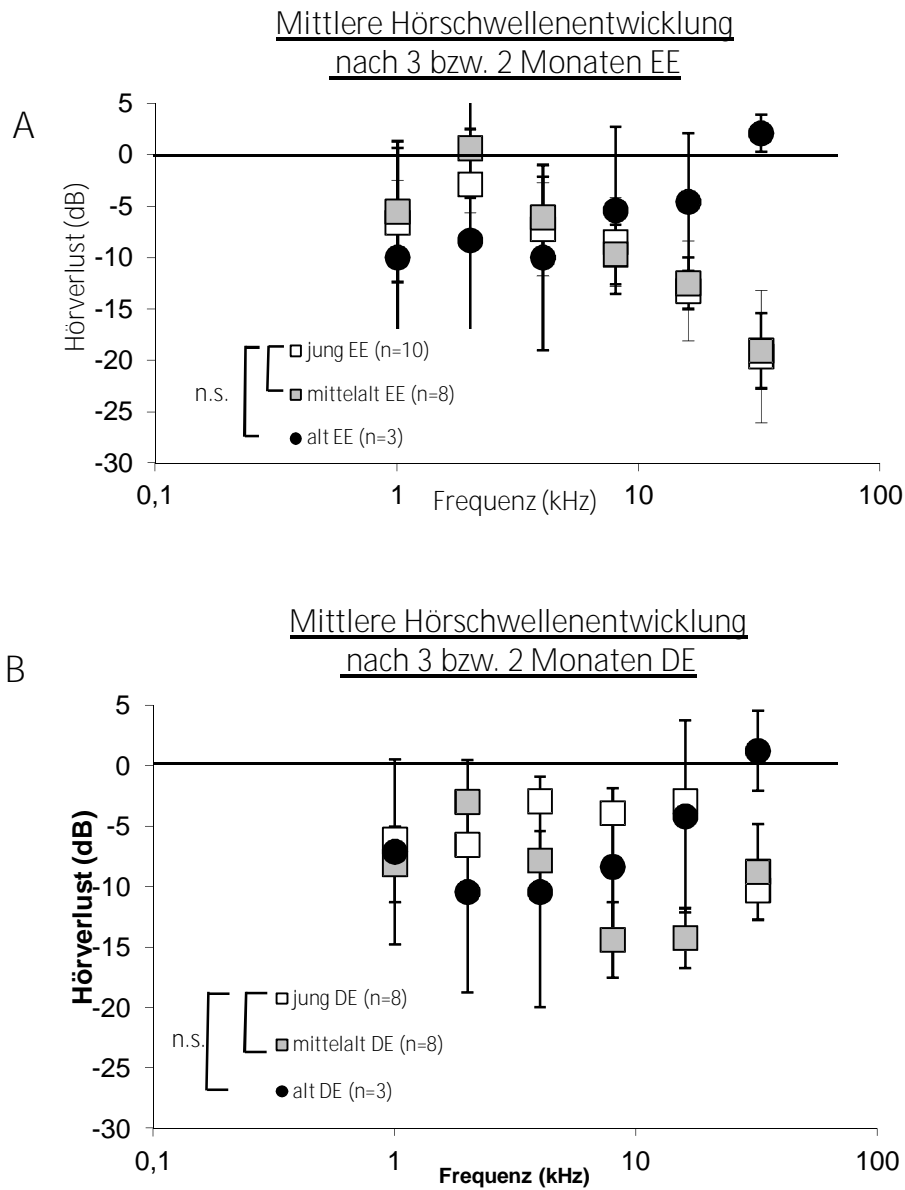 Mittlere Hörschwellenentwicklung
nach 3 bzw. 2 Monaten EE
A
5
0
-5
-10
-15
-20
-25
-30
Hörverlust (dB)
n.s.
jung EE (n=10)
mittelalt EE (n=8)
alt EE (n=3)
0,1
1
10
100
Frequenz (kHz)
Mittlere Hörschwellenentwicklung
nach 3 bzw. 2 Monaten DE
B
5
0
-5
-10
-15
-20
-25
-30
Hörverlust (dB)
n.s.
jung DE (n=8)
mittelalt DE (n=8)
alt DE (n=3)
0,1
1
10
100
Frequenz (kHz)